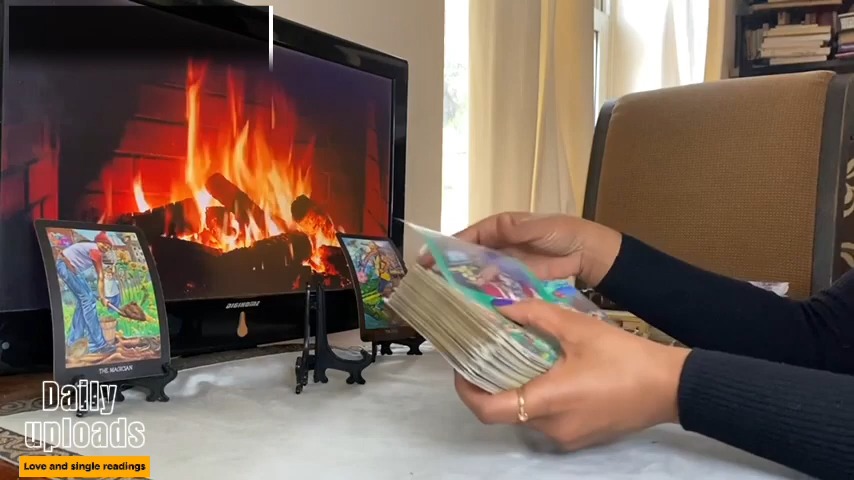 DIGIHOME
THE MAGICIAN
Daily
uploads
Love and single readings